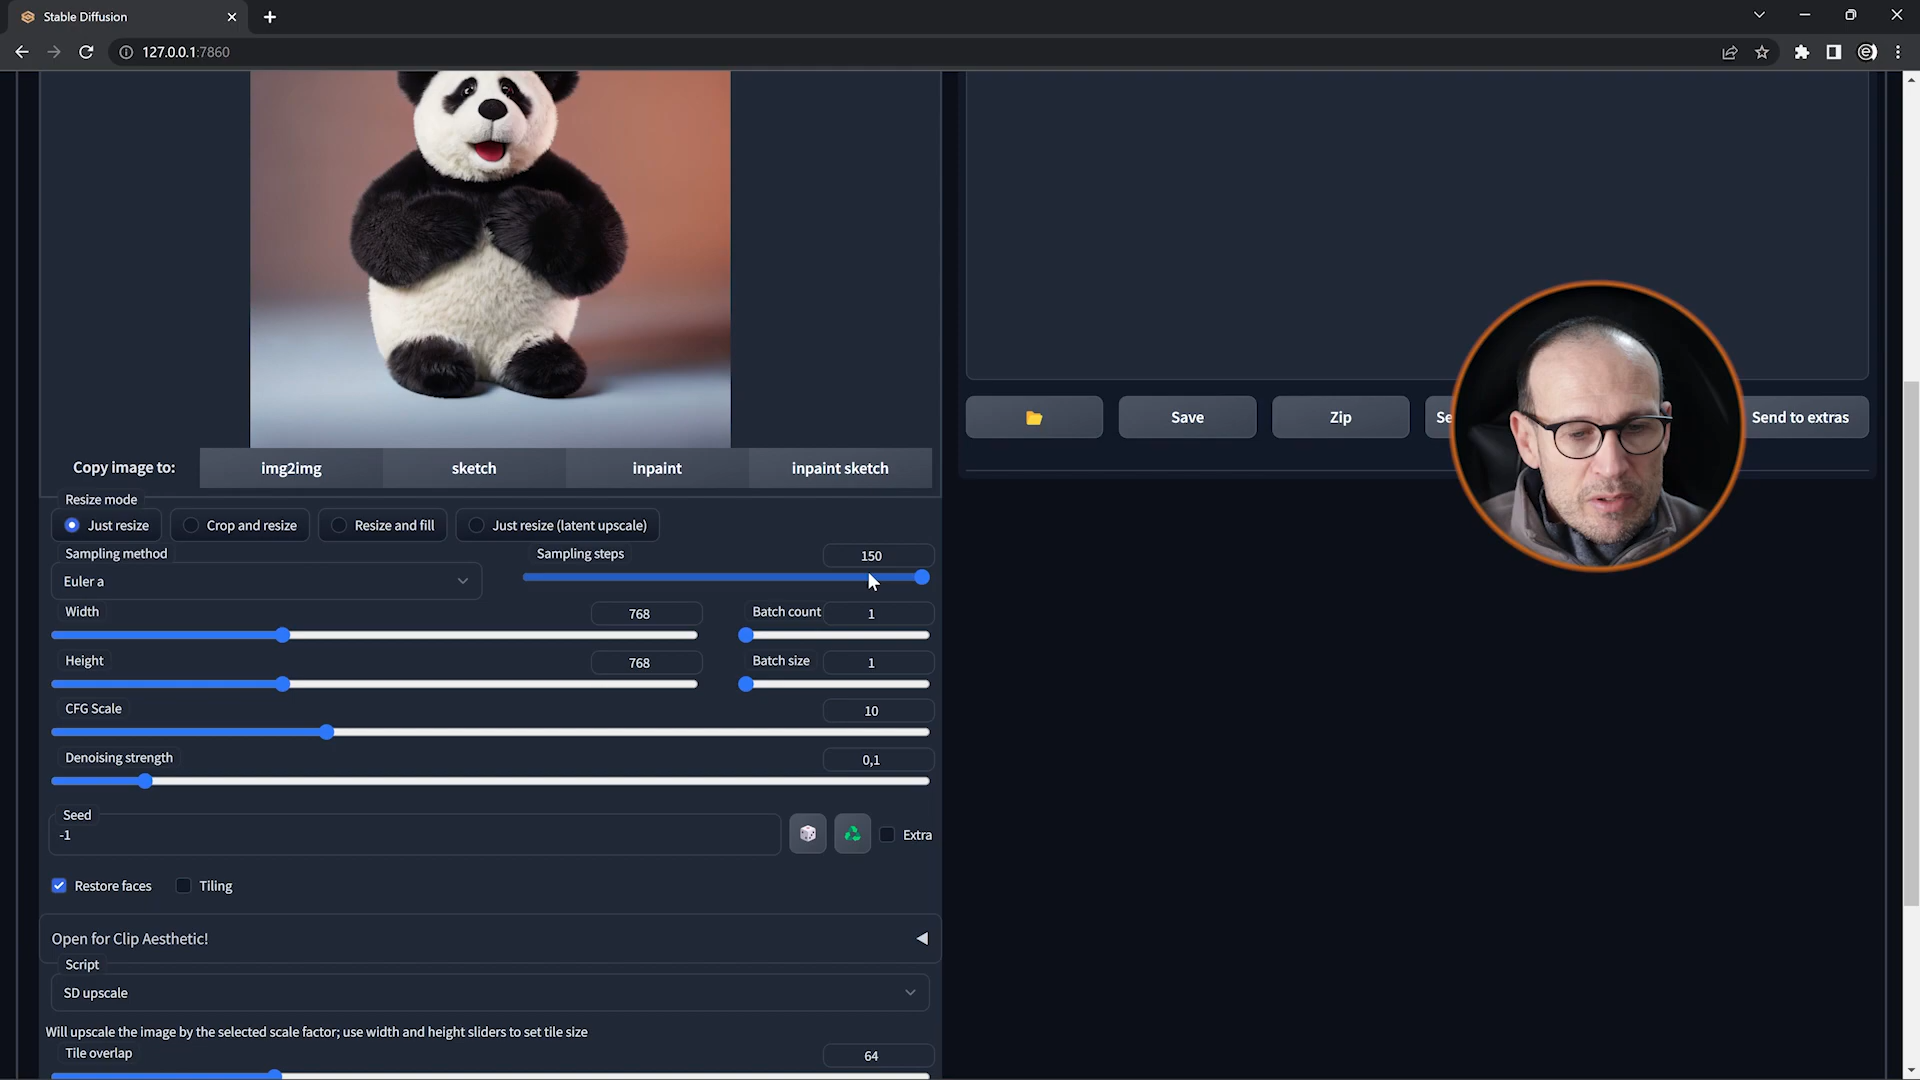 Stable Diffusion
127.0.0.1:7860
Save
Zip
Se
Send to extras
Copy image to:
img2img
sketch
inpaint
inpaint sketch
Resize mode
Just resize
Crop and resize
Resize and fill
Just resize (latent upscale)
Sampling method
Sampling steps
150
Euler a
Width
768
Batch count
1
Height
768
Batch size
1
CFG Scale
10
Denoising strength
0,1
Seed
-1
Extra
Restore faces
Tiling
Open for Clip Aesthetic!
Script
SD upscale
Will upscale the image by the selected scale factor; use width and height sliders to set tile size
Tile overlap
64